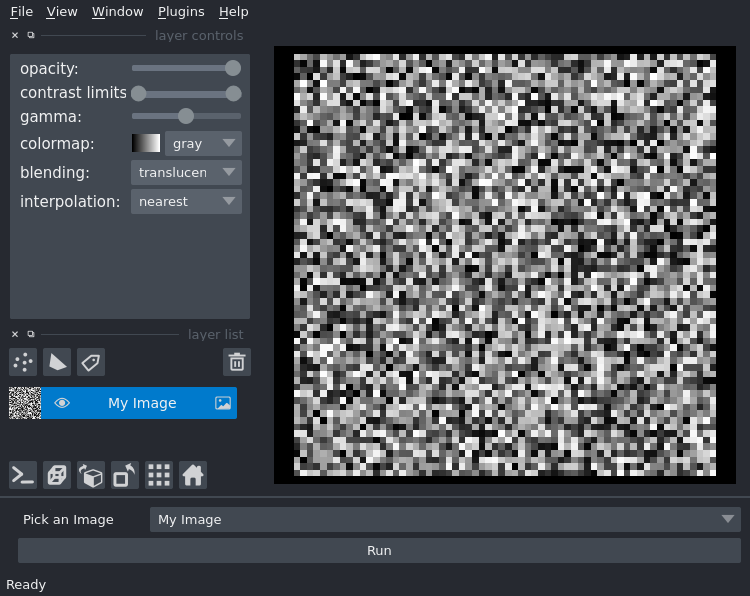 File View Window Plugins Help
layer controls
opacity:
contrast limits
gamma:
colormap: gray
blending: translucen
interpolation: nearest
layer list
My Image
Pick an Image My Image
Run
Ready